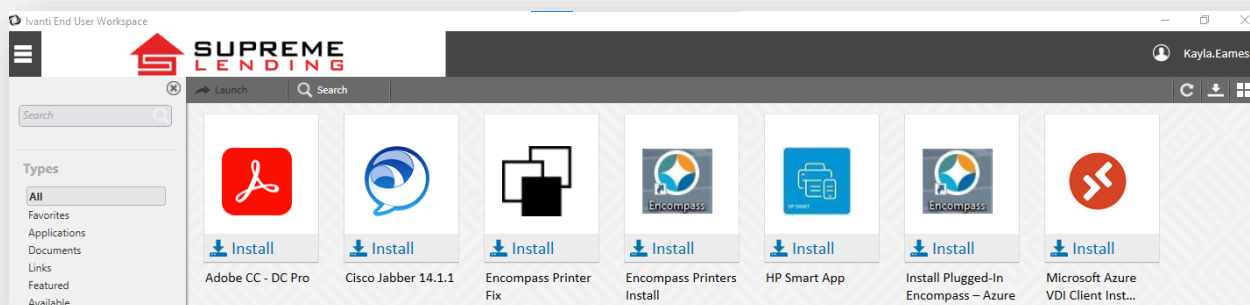 Ivanti End User Workspace
SUPREME
LENDING
Kayla.Eames
Launch
Search
Search
Types
All
Favorites
Applications
Documents
Links
Featured
Available
Install
Adobe CC - DC Pro
Install
Cisco Jabber 14.1.1
Install
Encompass Printer
Fix
Encompass
Install
Encompass Printers
Install
HP SMART
Install
HP Smart App
Encompass
Install
Install Plugged-In
Encompass – Azure
Install
Microsoft Azure
VDI Client Inst...